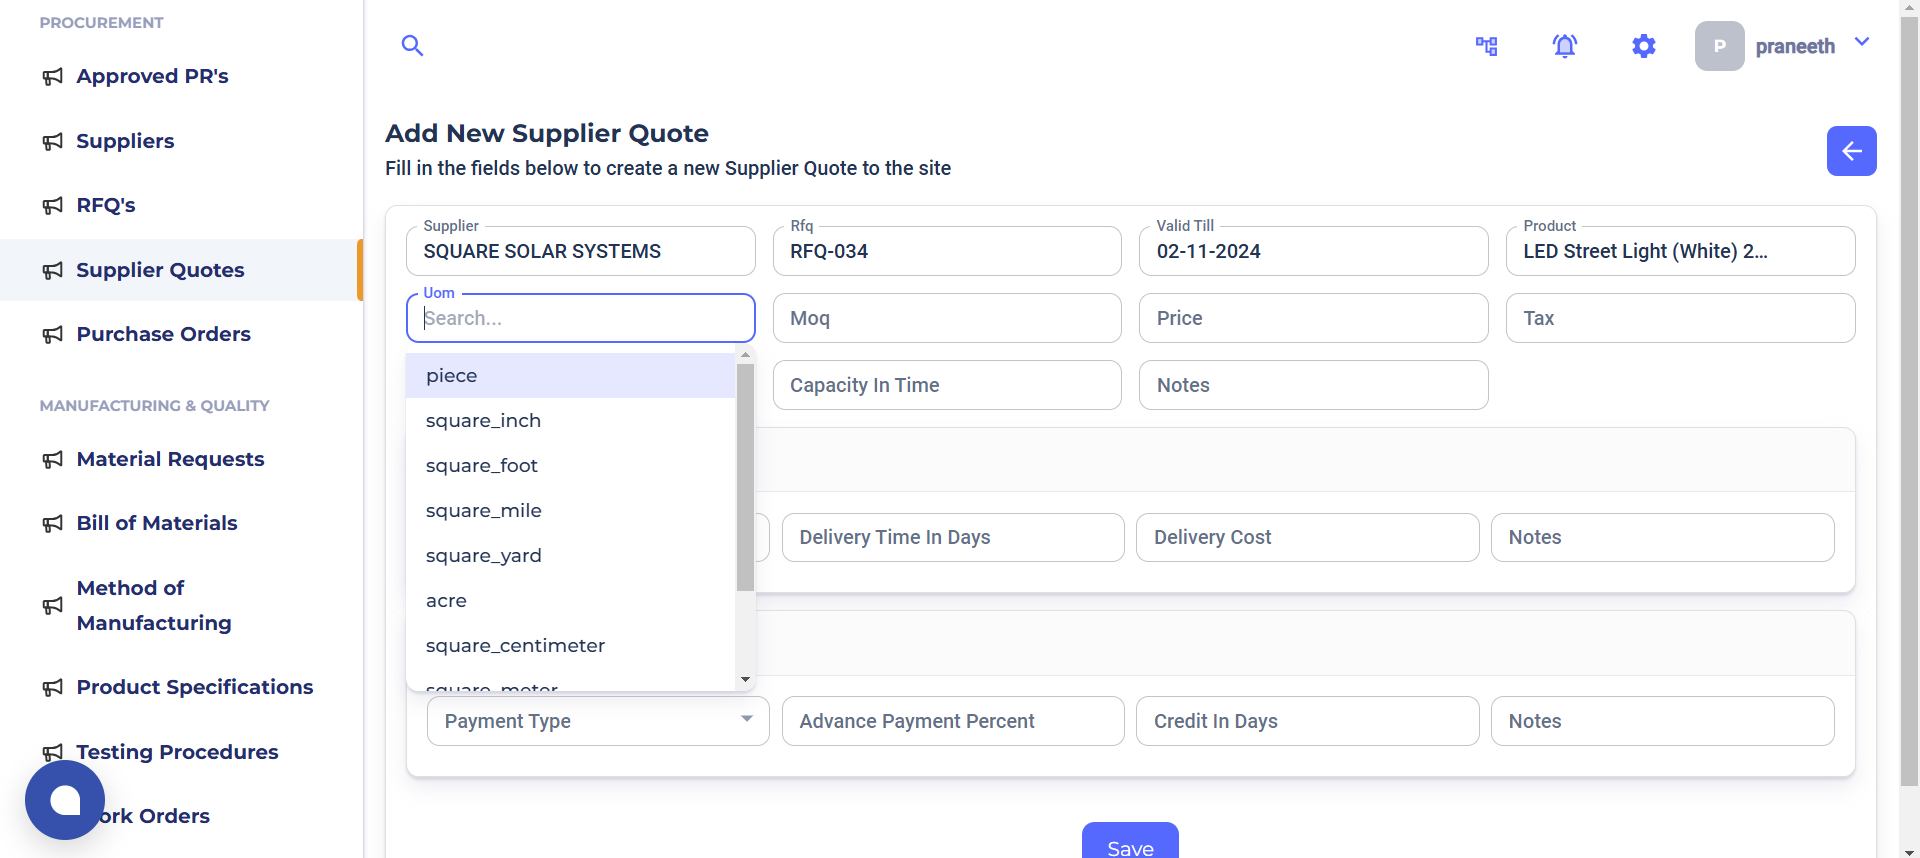 PROCUREMENT
Approved PR's
Suppliers
RFQ's
Supplier Quotes
Purchase Orders
MANUFACTURING & QUALITY
Material Requests
Bill of Materials
Method of
Manufacturing
Product Specifications
Testing Procedures
ork Orders
P praneeth
Add New Supplier Quote
Fill in the fields below to create a new Supplier Quote to the site
Supplier Rfq Valid Till Product
SQUARE SOLAR SYSTEMS RFQ-034 02-11-2024 LED Street Light (White) 2...
Uom
Search... Moq Price Tax
piece
square_inch
square_foot
square_mile
square_yard
acre
square_centimeter
square_meter
Capacity In Time Notes
Delivery Time In Days Delivery Cost Notes
Payment Type Advance Payment Percent Credit In Days Notes
Save